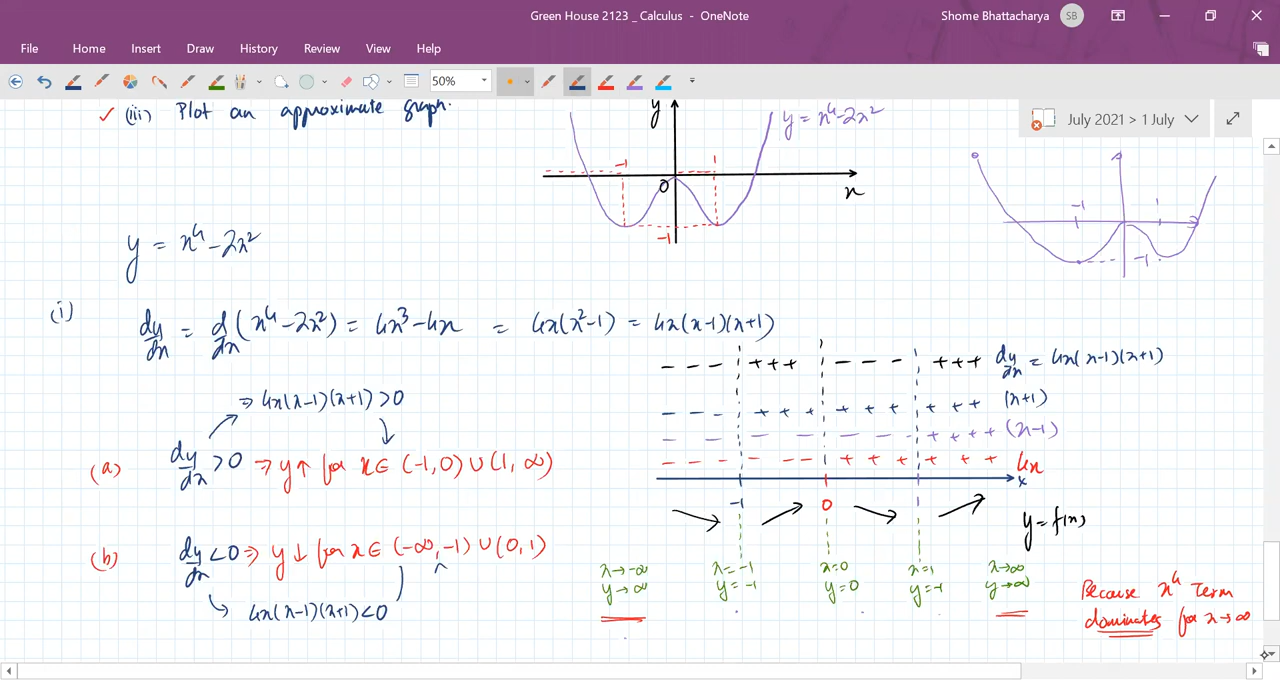 Green House 2123 _ Calculus - OneNote
Shome Bhattacharya SB
File Home Insert Draw History Review View Help
50%
July 2021 > 1 July
✓ (iii) Plot an approximate graph.
y
y = x⁴-2x²
-1 1
0
x
-1
-1 1
-1
y = x⁴ - 2x²
(i)
dy/dx = d/dx (x⁴-2x²) = 4x³-4x = 4x(x²-1) = 4x(x-1)(x+1)
- - - + + + - - - + + + dy/dx = 4x(x-1)(x+1)
- - - + + + + + + + + + (x+1)
- - - - - - - + + + + (x-1)
- - - - - - + + + + + + 4x
x
-1 0 1
y=f(x)
⇒ 4x(x-1)(x+1) > 0
(a) dy/dx > 0 ⇒ y↑ for x ∈ (-1,0) ∪ (1,∞)
(b) dy/dx < 0 ⇒ y↓ for x ∈ (-∞,-1) ∪ (0,1)
4x(x-1)(x+1) < 0
x→-∞ x=-1 x=0 x=1 x→∞
y→∞ y=-1 y=0 y=-1 y→∞
Because x⁴ term
dominates for x→∞